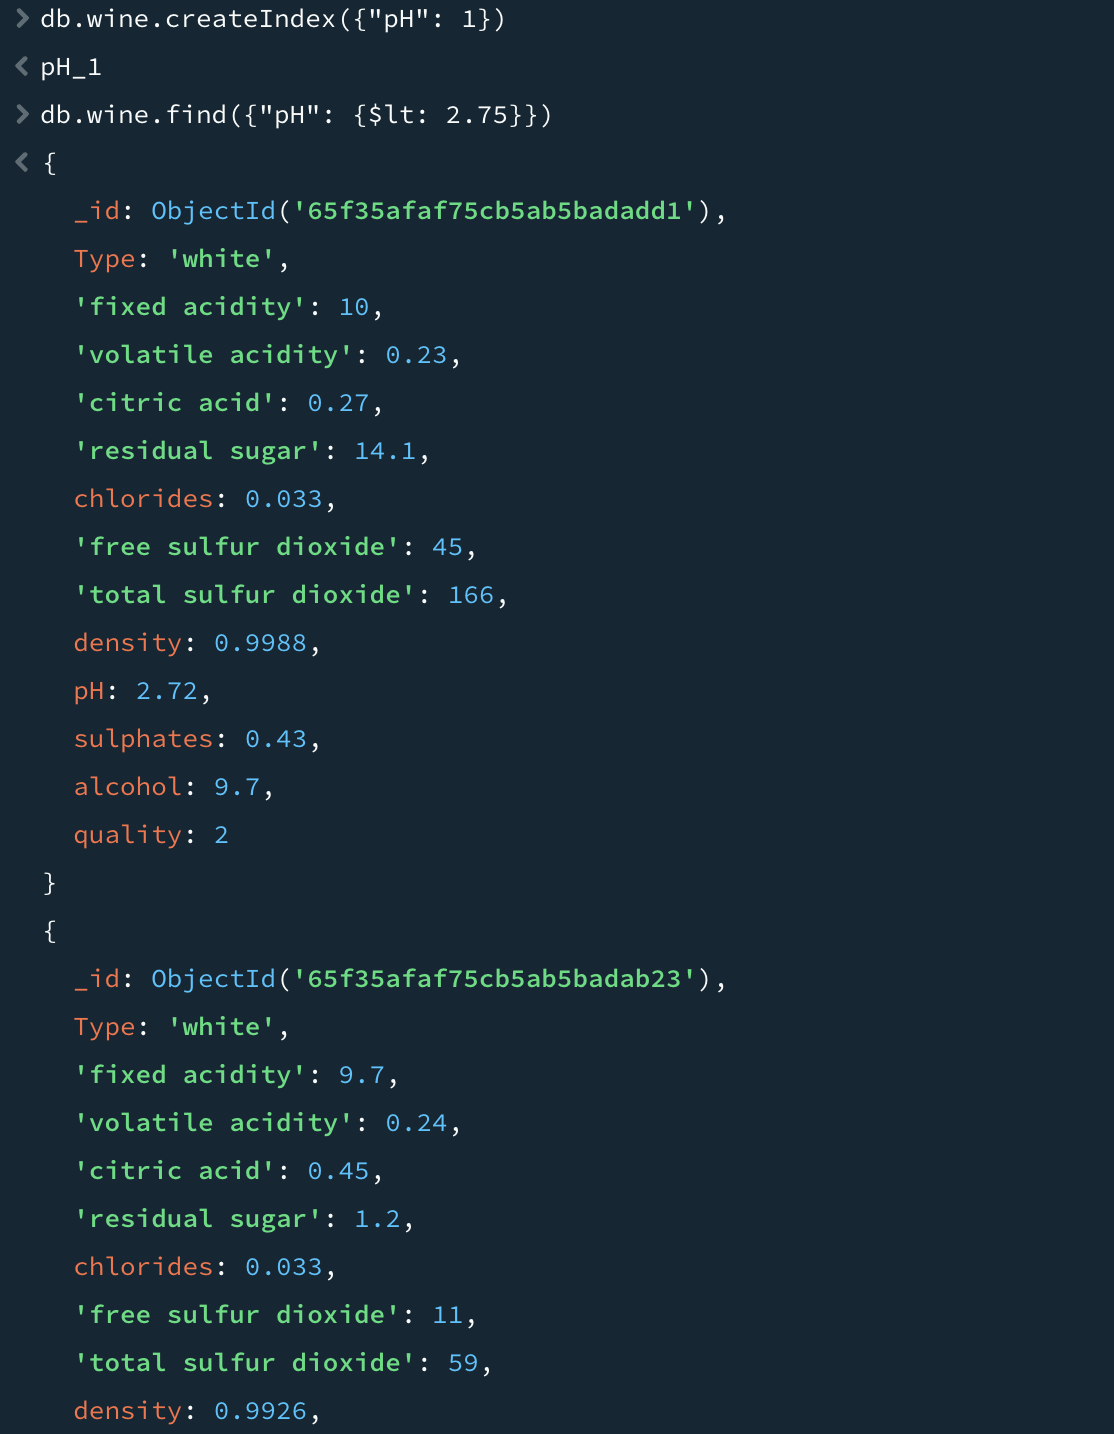 > db.wine.createIndex({"pH": 1})
< pH_1
> db.wine.find({"pH": {$lt: 2.75}})
< {
_id: ObjectId('65f35afaf75cb5ab5badadd1'),
Type: 'white',
'fixed acidity': 10,
'volatile acidity': 0.23,
'citric acid': 0.27,
'residual sugar': 14.1,
chlorides: 0.033,
'free sulfur dioxide': 45,
'total sulfur dioxide': 166,
density: 0.9988,
pH: 2.72,
sulphates: 0.43,
alcohol: 9.7,
quality: 2
}
{
_id: ObjectId('65f35afaf75cb5ab5badab23'),
Type: 'white',
'fixed acidity': 9.7,
'volatile acidity': 0.24,
'citric acid': 0.45,
'residual sugar': 1.2,
chlorides: 0.033,
'free sulfur dioxide': 11,
'total sulfur dioxide': 59,
density: 0.9926,